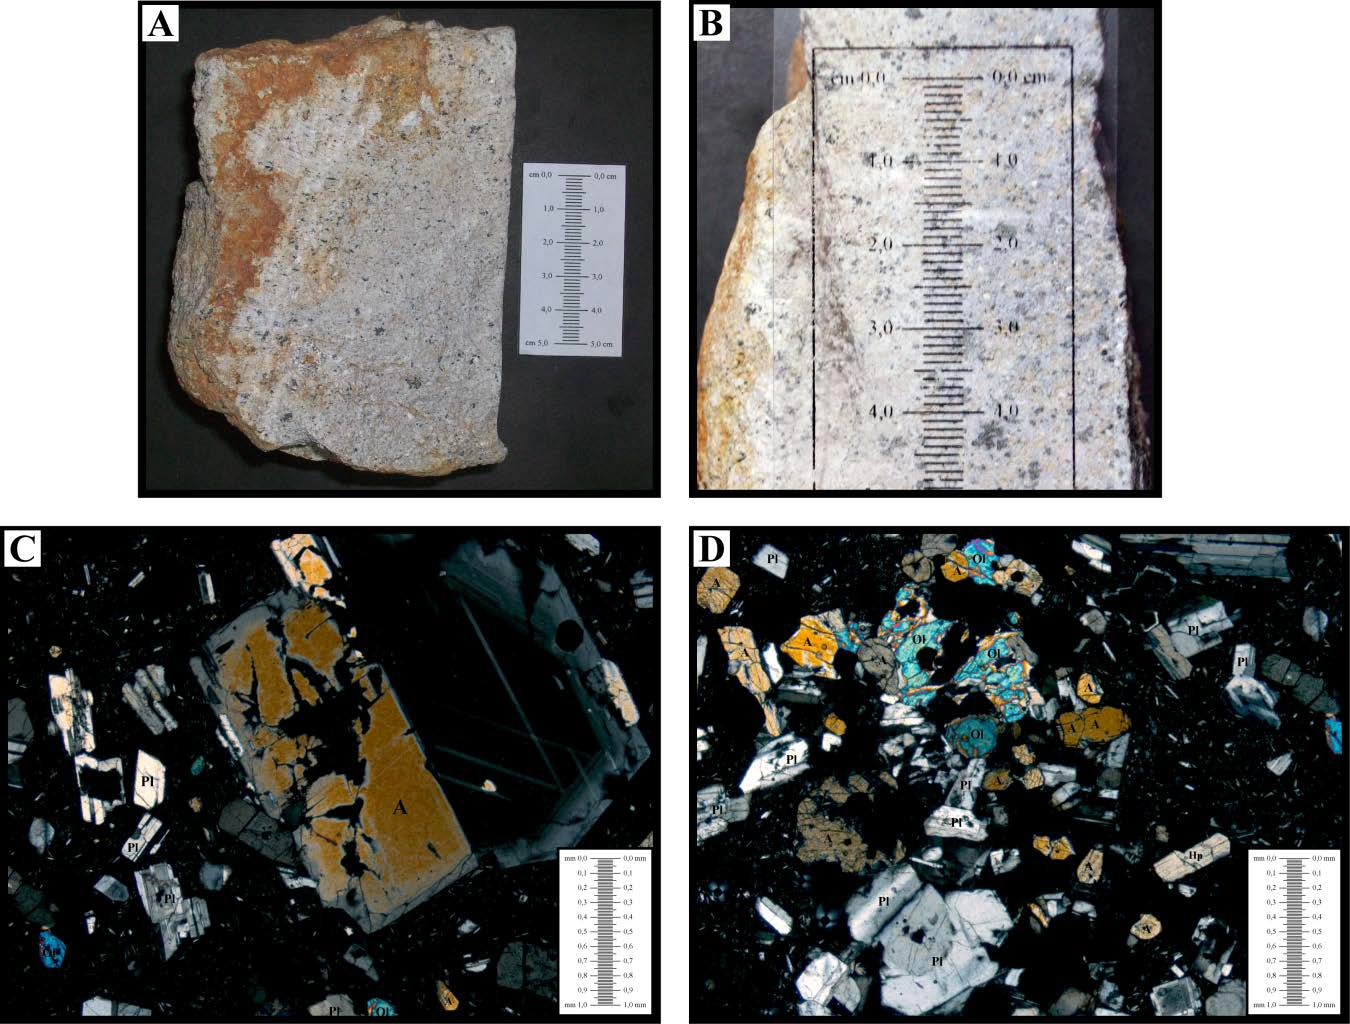 A
cm 0,0 0,0 cm
1,0 1,0
2,0 2,0
3,0 3,0
4,0 4,0
cm 5,0 5,0 cm
B
cm 0,0 0,0 cm
1,0 1,0
2,0 2,0
3,0 3,0
4,0 4,0
C
A
Pl
Pl
Pl
Ol
A
Pl
Ol
mm 0,0 0,0 mm
0,1 0,1
0,2 0,2
0,3 0,3
0,4 0,4
0,5 0,5
0,6 0,6
0,7 0,7
0,8 0,8
0,9 0,9
mm 1,0 1,0 mm
D
Pl
Ol
A
A
Pl
Ol
A
A
A
Ol
Pl
A
A
A
Ol
Pl
A
Pl
Pl
Pl
A
Hp
A
Pl
A
Pl
mm 0,0 0,0 mm
0,1 0,1
0,2 0,2
0,3 0,3
0,4 0,4
0,5 0,5
0,6 0,6
0,7 0,7
0,8 0,8
0,9 0,9
mm 1,0 1,0 mm